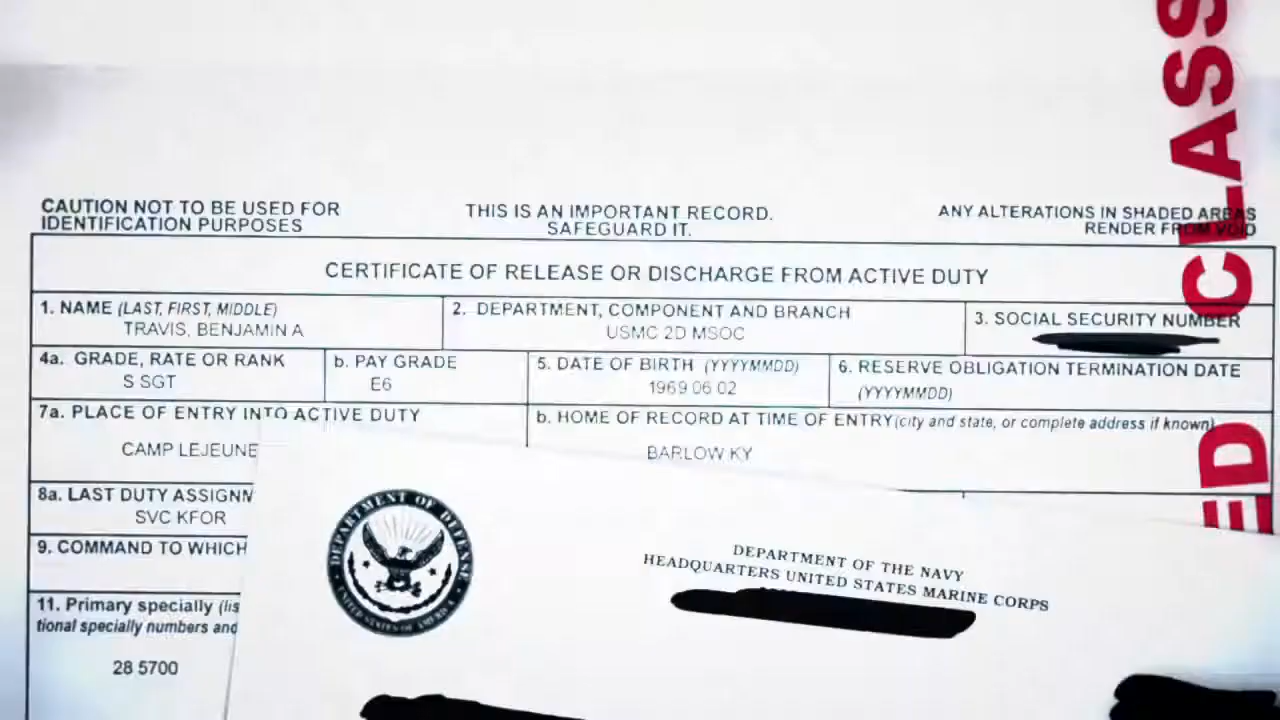 CLASS
CAUTION NOT TO BE USED FOR
IDENTIFICATION PURPOSES
THIS IS AN IMPORTANT RECORD.
SAFEGUARD IT.
ANY ALTERATIONS IN SHADED AREAS
RENDER FROM VOID
CERTIFICATE OF RELEASE OR DISCHARGE FROM ACTIVE DUTY
1. NAME (LAST, FIRST, MIDDLE)
TRAVIS, BENJAMIN A
2. DEPARTMENT, COMPONENT AND BRANCH
USMC 2D MSOC
3. SOCIAL SECURITY NUMBER
4a. GRADE, RATE OR RANK
S SGT
b. PAY GRADE
E6
5. DATE OF BIRTH (YYYYMMDD)
1969 06 02
6. RESERVE OBLIGATION TERMINATION DATE
(YYYYMMDD)
7a. PLACE OF ENTRY INTO ACTIVE DUTY
CAMP LEJEUNE
b. HOME OF RECORD AT TIME OF ENTRY(city and state, or complete address if known)
BARLOW KY
ED
8a. LAST DUTY ASSIGNM
SVC KFOR
9. COMMAND TO WHICH
11. Primary specially (lis
tional specially numbers and
28 5700
DEPARTMENT OF DEFENSE
UNITED STATES OF AMERICA
DEPARTMENT OF THE NAVY
HEADQUARTERS UNITED STATES MARINE CORPS